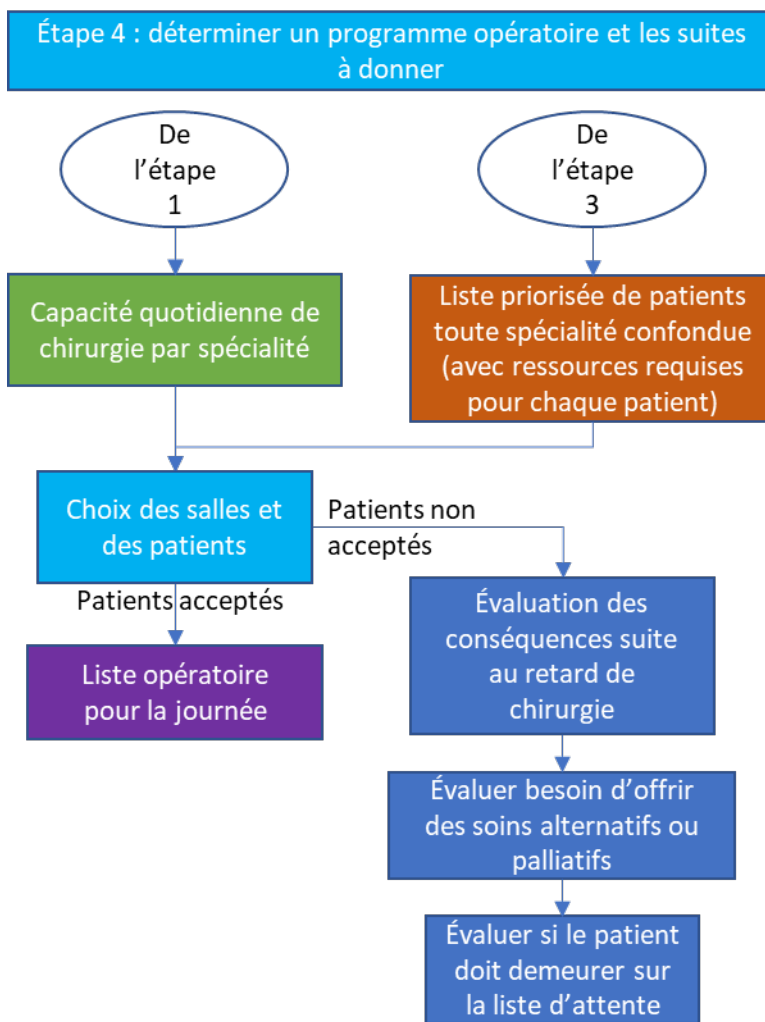 Étape 4 : déterminer un programme opératoire et les suites
à donner
De
l’étape
1
De
l’étape
3
Capacité quotidienne de
chirurgie par spécialité
Liste priorisée de patients
toute spécialité confondue
(avec ressources requises
pour chaque patient)
Choix des salles et
des patients
Patients non
acceptés
Patients acceptés
Liste opératoire
pour la journée
Évaluation des
conséquences suite
au retard de
chirurgie
Évaluer besoin d’offrir
des soins alternatifs ou
palliatifs
Évaluer si le patient
doit demeurer sur
la liste d’attente